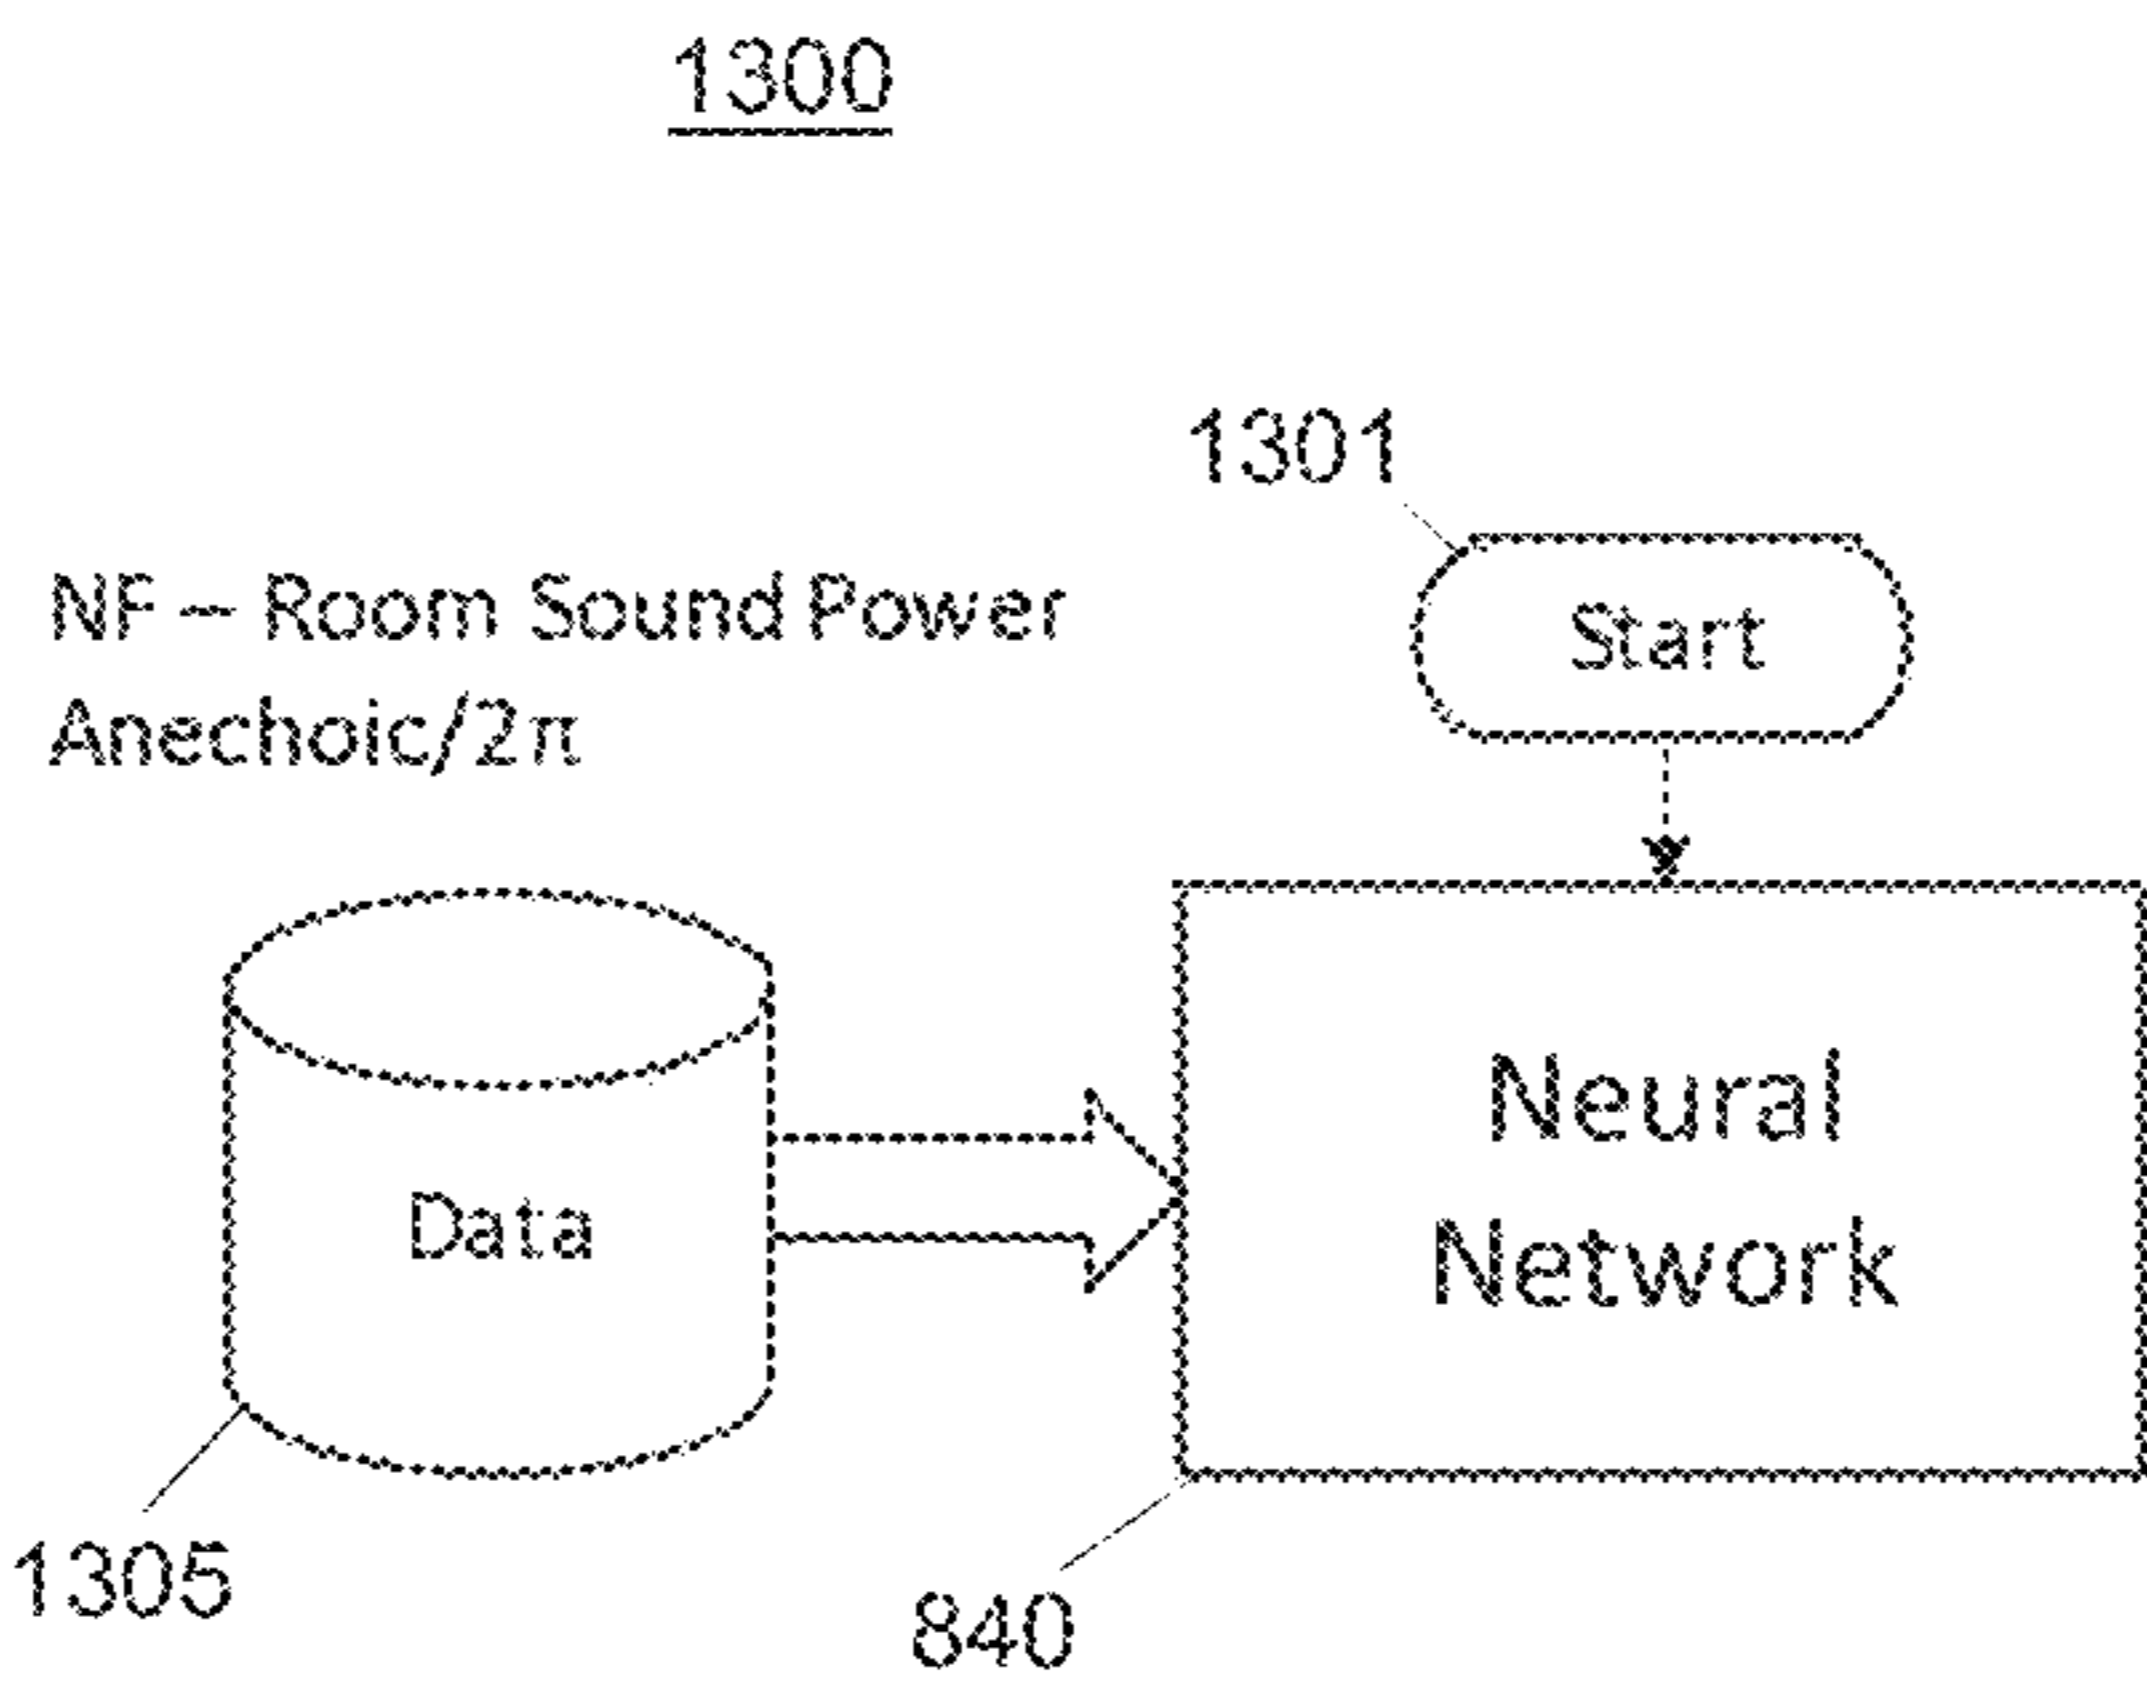 1300
1301
NF – Room Sound Power
Anechoic/2π
Start
Neural
Network
Data
1305
840